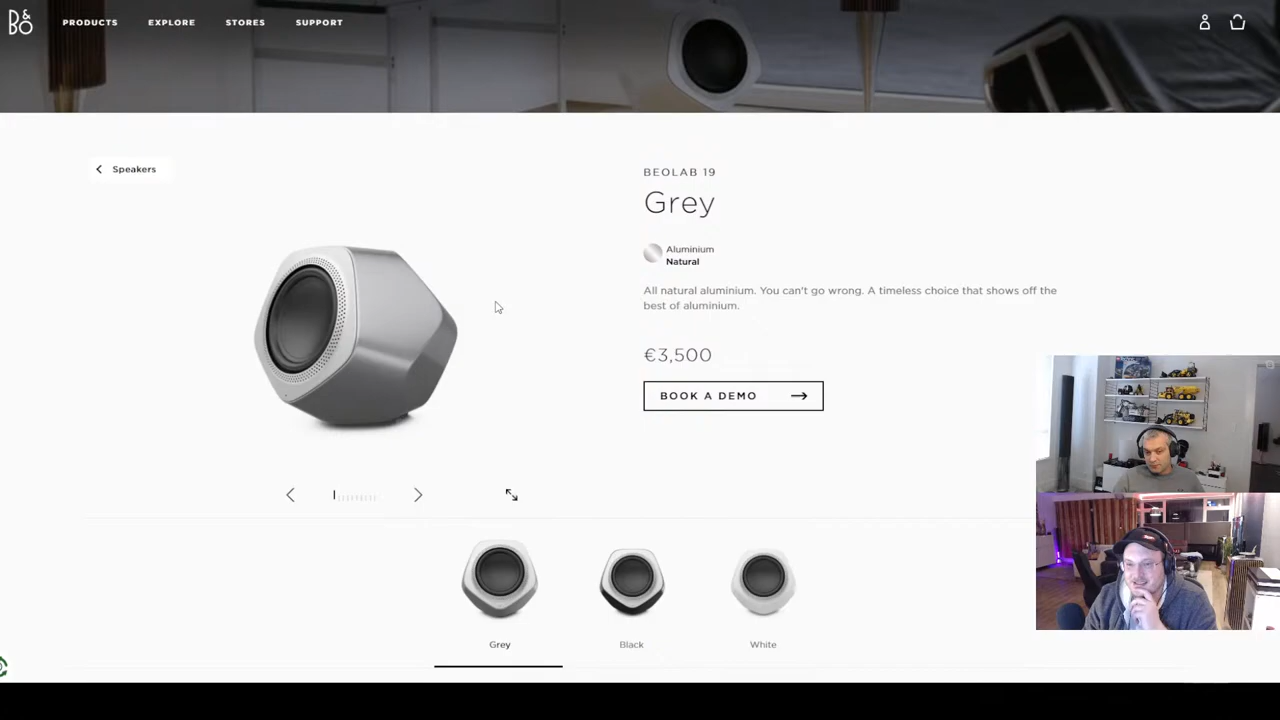 B&O
PRODUCTS
EXPLORE
STORES
SUPPORT
Speakers
BEOLAB 19
Grey
Aluminium
Natural
All natural aluminium. You can't go wrong. A timeless choice that shows off the
best of aluminium.
€3,500
BOOK A DEMO
Grey
Black
White